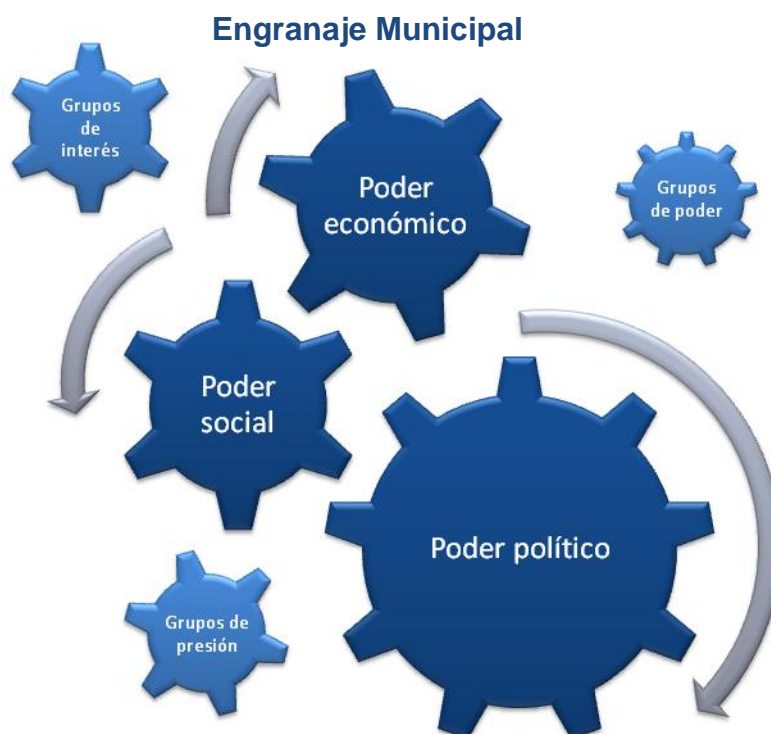 Engranaje Municipal
Grupos
de
interés
Poder
económico
Grupos
de poder
Poder
social
Poder político
Grupos de
presión